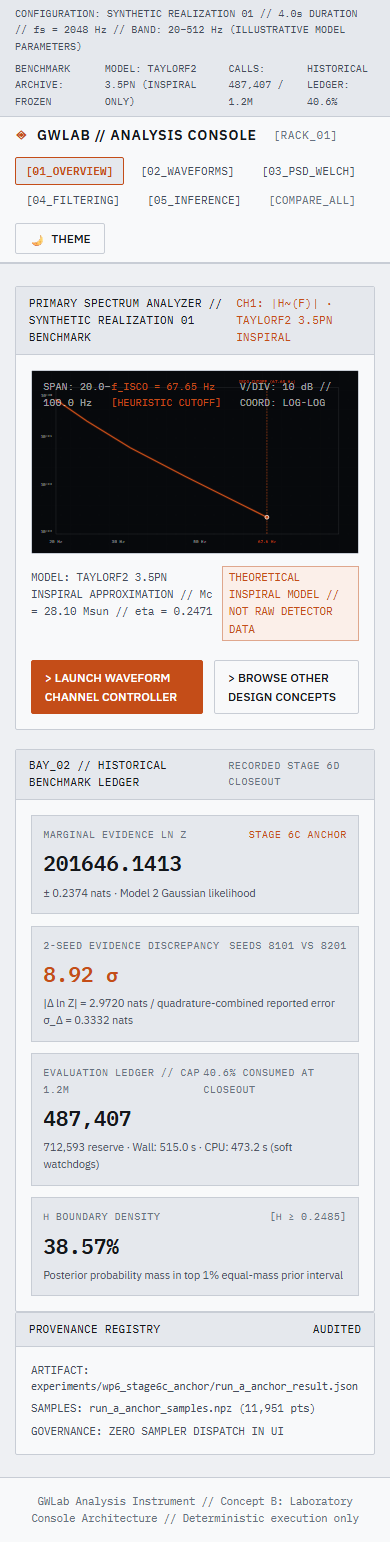 CONFIGURATION: SYNTHETIC REALIZATION 01 // 4.0s DURATION
// fs = 2048 Hz // BAND: 20–512 Hz (ILLUSTRATIVE MODEL
PARAMETERS)
BENCHMARK ARCHIVE: FROZEN
MODEL: TAYLORF2 3.5PN (INSPIRAL ONLY)
CALLS: 487,407 / 1.2M
HISTORICAL LEDGER: 40.6%
GWLAB // ANALYSIS CONSOLE [RACK_01]
[01_OVERVIEW] [02_WAVEFORMS] [03_PSD_WELCH]
[04_FILTERING] [05_INFERENCE] [COMPARE_ALL]
🌙 THEME
PRIMARY SPECTRUM ANALYZER //
SYNTHETIC REALIZATION 01
BENCHMARK
CH1: |H~(F)| ·
TAYLORF2 3.5PN
INSPIRAL
SPAN: 20.0–
100.0 Hz
f_ISCO = 67.65 Hz
[HEURISTIC CUTOFF]
V/DIV: 10 dB //
COORD: LOG-LOG
MODEL: TAYLORF2 3.5PN
INSPIRAL APPROXIMATION // Mc
= 28.10 Msun // eta = 0.2471
THEORETICAL
INSPIRAL MODEL //
NOT RAW DETECTOR
DATA
> LAUNCH WAVEFORM
CHANNEL CONTROLLER
> BROWSE OTHER
DESIGN CONCEPTS
BAY_02 // HISTORICAL
BENCHMARK LEDGER
RECORDED STAGE 6D
CLOSEOUT
MARGINAL EVIDENCE LN Z STAGE 6C ANCHOR
201646.1413
± 0.2374 nats · Model 2 Gaussian likelihood
2-SEED EVIDENCE DISCREPANCY SEEDS 8101 VS 8201
8.92 σ
|Δ ln Z| = 2.9720 nats / quadrature-combined reported error
σ_Δ = 0.3332 nats
EVALUATION LEDGER // CAP
1.2M
40.6% CONSUMED AT
CLOSEOUT
487,407
712,593 reserve · Wall: 515.0 s · CPU: 473.2 s (soft
watchdogs)
H BOUNDARY DENSITY [H ≥ 0.2485]
38.57%
Posterior probability mass in top 1% equal-mass prior interval
PROVENANCE REGISTRY AUDITED
ARTIFACT:
experiments/wp6_stage6c_anchor/run_a_anchor_result.json
SAMPLES: run_a_anchor_samples.npz (11,951 pts)
GOVERNANCE: ZERO SAMPLER DISPATCH IN UI
GWLab Analysis Instrument // Concept B: Laboratory
Console Architecture // Deterministic execution only